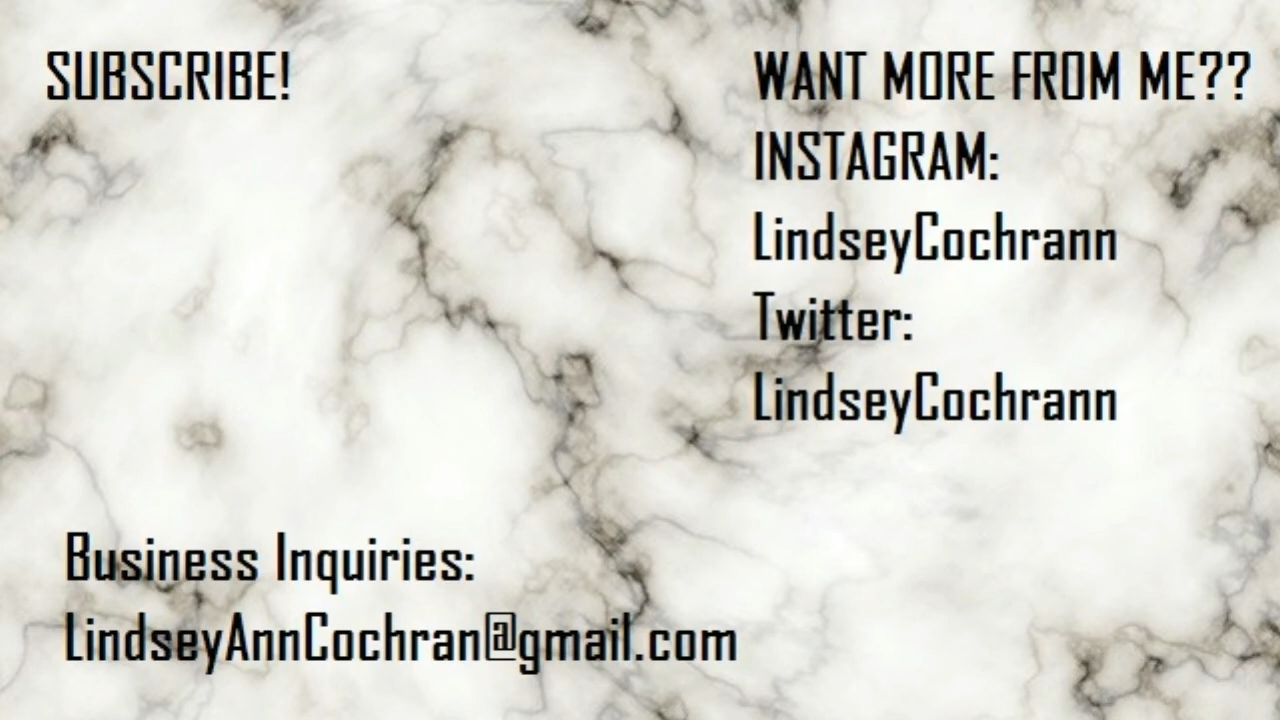 SUBSCRIBE!
WANT MORE FROM ME??
INSTAGRAM:
LindseyCochrann
Twitter:
LindseyCochrann
Business Inquiries:
LindseyAnnCochran@gmail.com